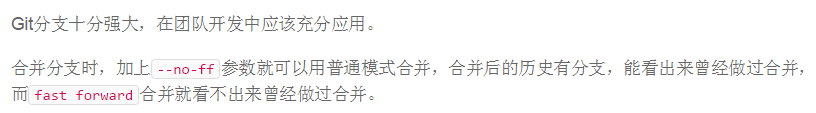 Git分支十分强大，在团队开发中应该充分应用。
合并分支时，加上--no-ff参数就可以用普通模式合并，合并后的历史有分支，能看出来曾经做过合并，
而fast forward合并就看不出来曾经做过合并。